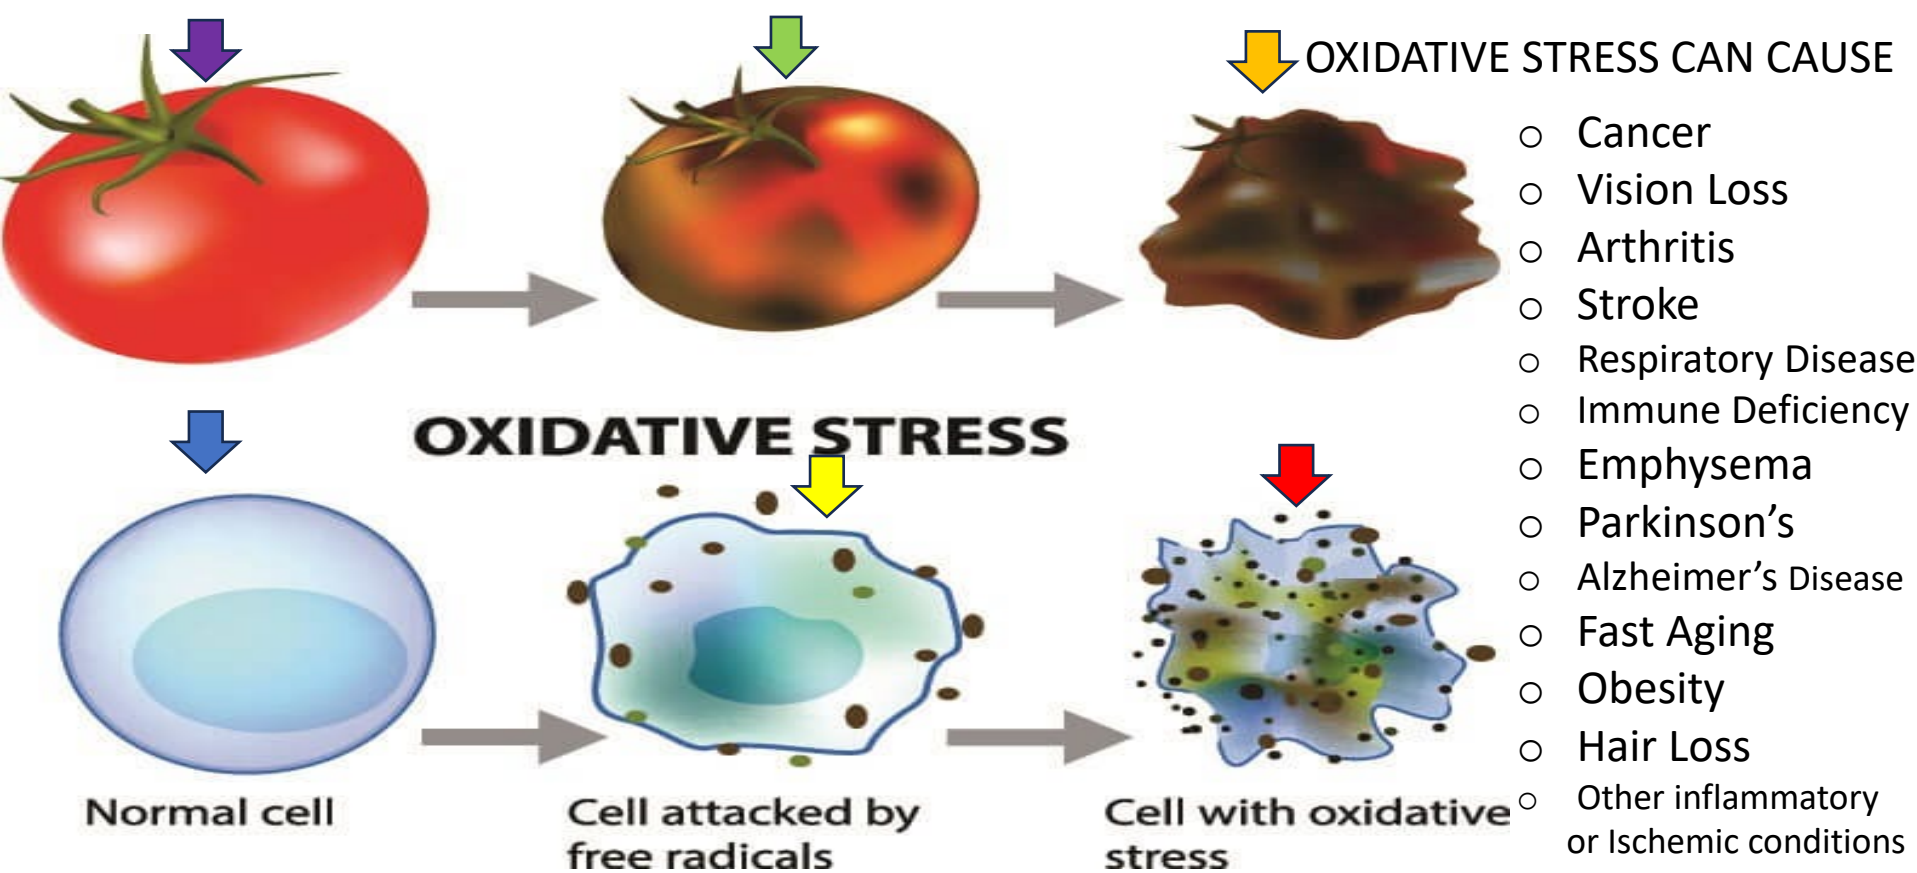 OXIDATIVE STRESS CAN CAUSE
○ Cancer
○ Vision Loss
○ Arthritis
○ Stroke
○ Respiratory Disease
○ Immune Deficiency
○ Emphysema
○ Parkinson’s
○ Alzheimer’s Disease
○ Fast Aging
○ Obesity
○ Hair Loss
○ Other inflammatory
or Ischemic conditions
OXIDATIVE STRESS
Normal cell
Cell attacked by
free radicals
Cell with oxidative
stress